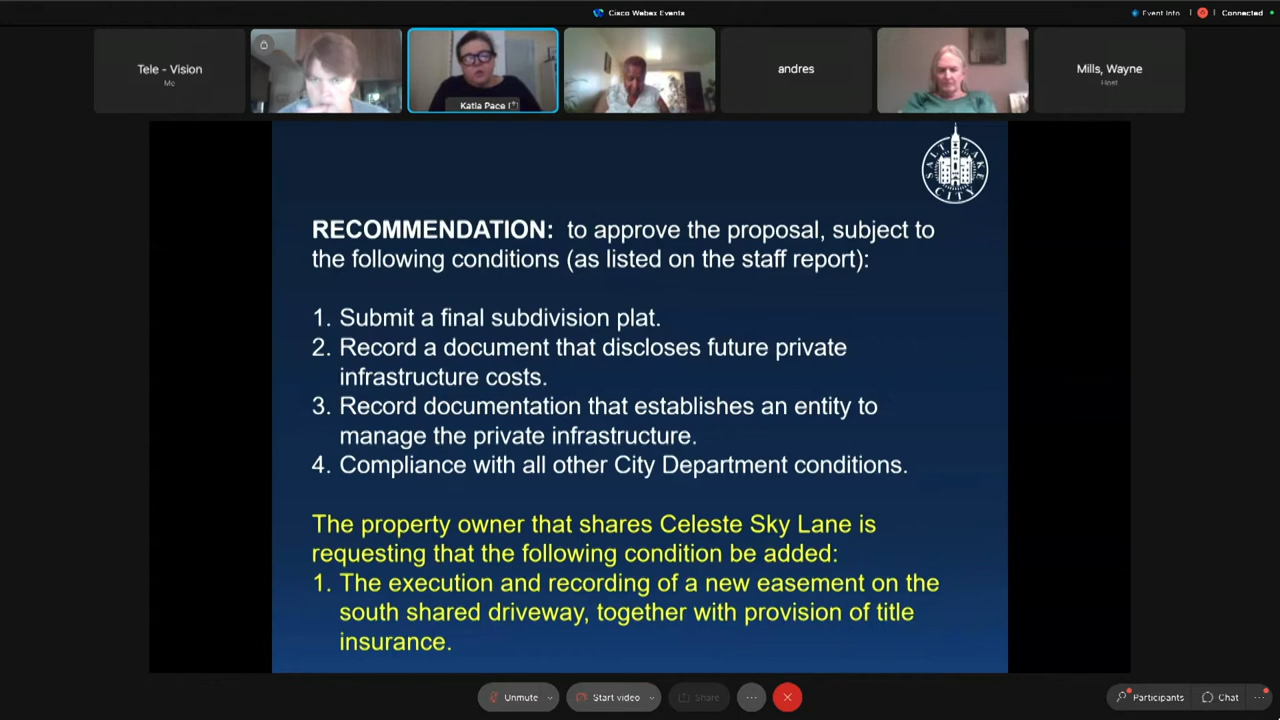 Cisco Webex Events
Event Info
Connected
Tele - Vision
Me
Katia Pace (
andres
Mills, Wayne
Host
SALT LAKE CITY
RECOMMENDATION: to approve the proposal, subject to
the following conditions (as listed on the staff report):
1. Submit a final subdivision plat.
2. Record a document that discloses future private
infrastructure costs.
3. Record documentation that establishes an entity to
manage the private infrastructure.
4. Compliance with all other City Department conditions.
The property owner that shares Celeste Sky Lane is
requesting that the following condition be added:
1. The execution and recording of a new easement on the
south shared driveway, together with provision of title
insurance.
Unmute
Start video
Share
Participants
Chat